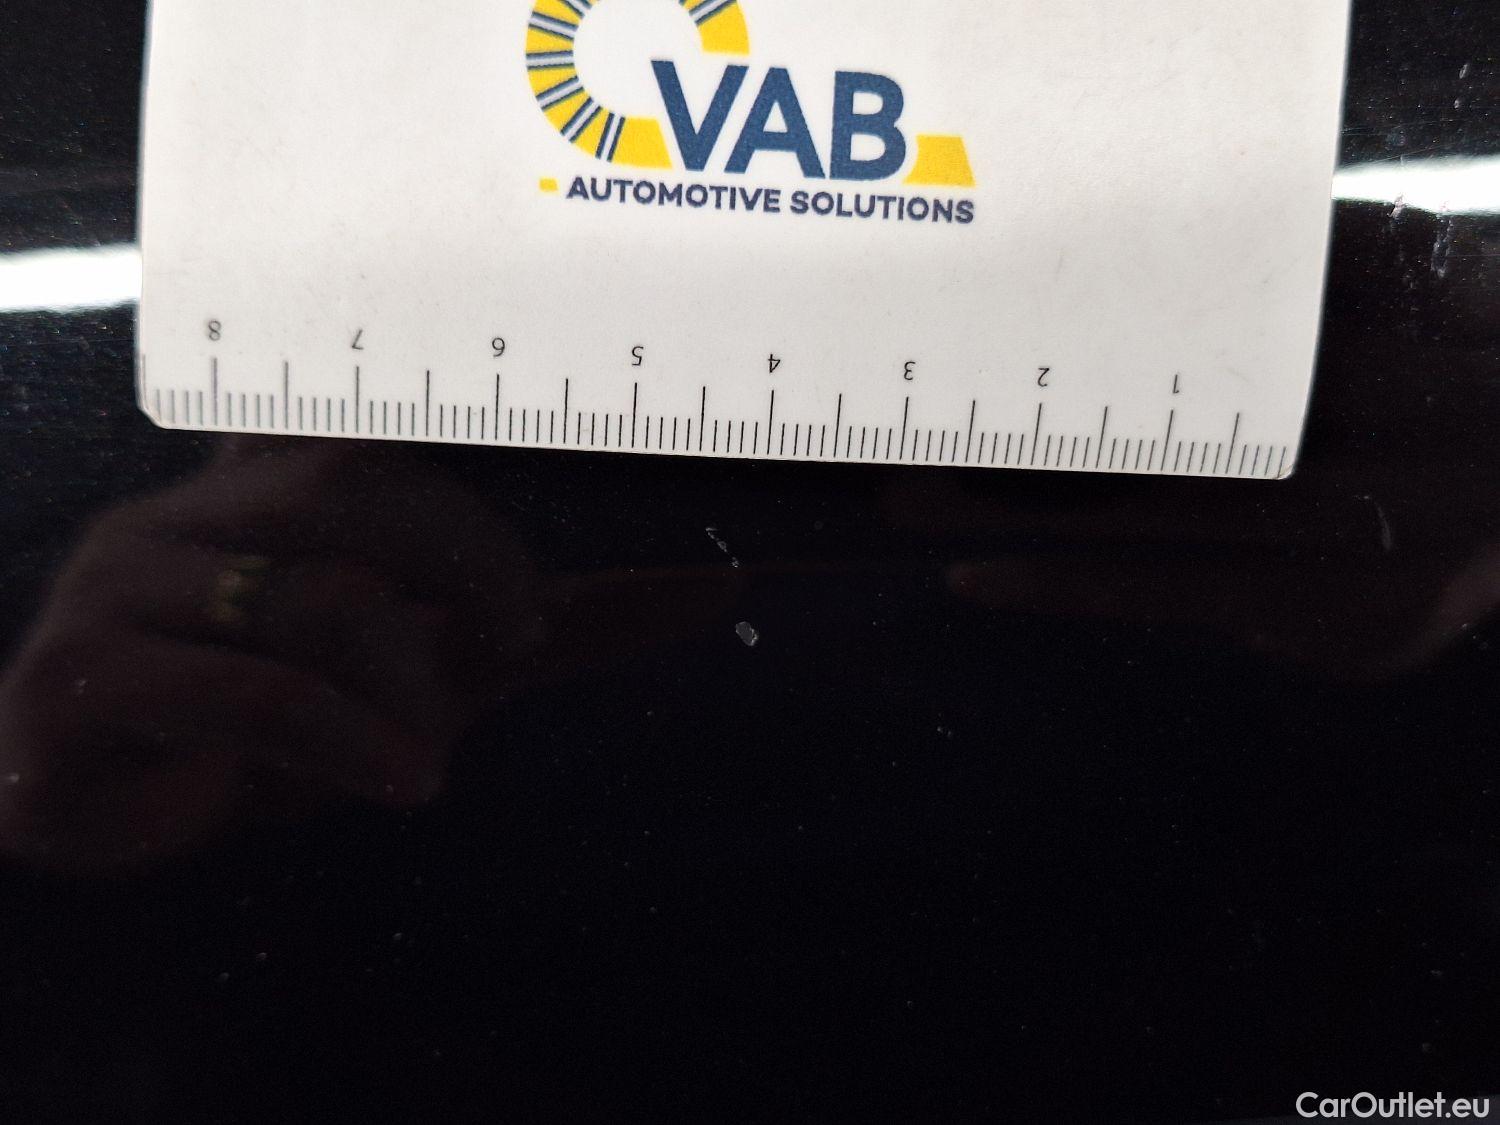 VAB
AUTOMOTIVE SOLUTIONS
8 7 6 5 4 3 2 1
CarOutlet.eu